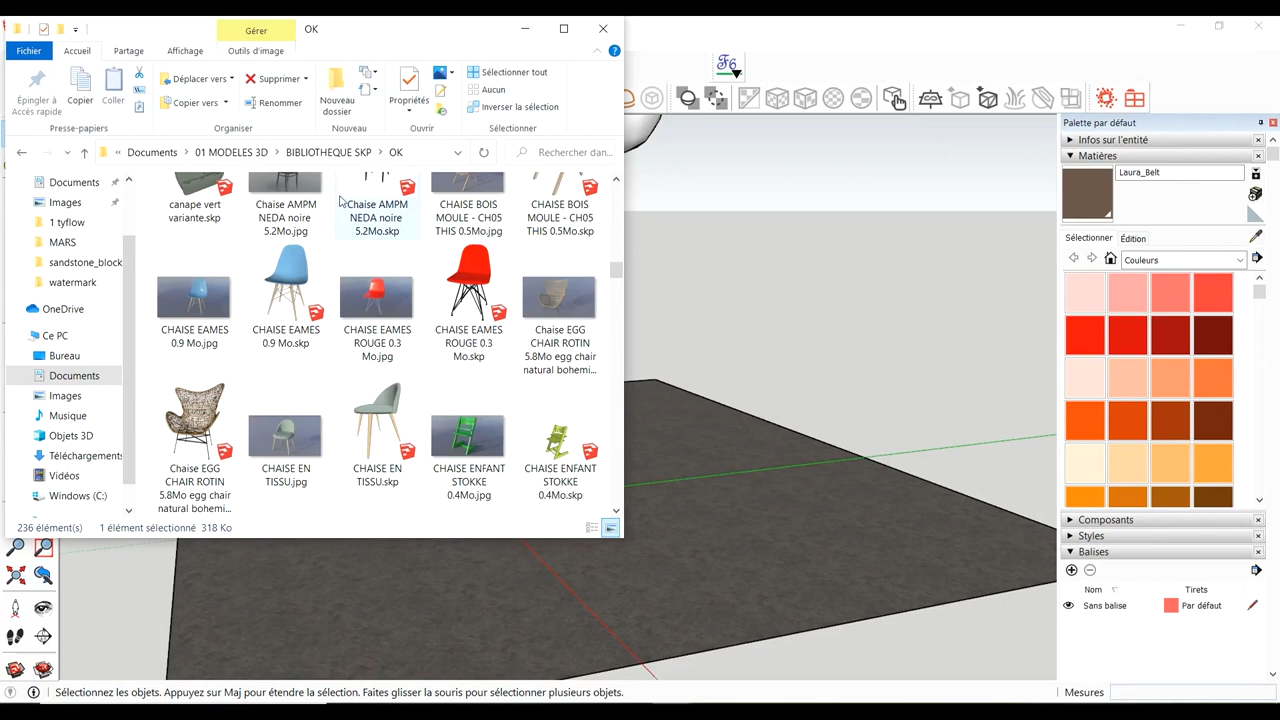 Gérer
OK
Fichier
Accueil
Partage
Affichage
Outils d'image
Épingler à
Accès rapide
Copier
Coller
Presse-papiers
Déplacer vers
Copier vers
Supprimer
Renommer
Organiser
Nouveau
dossier
Nouveau
Propriétés
Ouvrir
Sélectionner tout
Aucun
Inverser la sélection
Sélectionner
« Documents > 01 MODELES 3D > BIBLIOTHEQUE SKP > OK
Rechercher dan...
Documents
Images
1 tyflow
MARS
sandstone_block
watermark
OneDrive
Ce PC
Bureau
Documents
Images
Musique
Objets 3D
Téléchargements
Vidéos
Windows (C:)
canape vert
variante.skp
Chaise AMPM
NEDA noire
5.2Mo.jpg
Chaise AMPM
NEDA noire
5.2Mo.skp
CHAISE BOIS
MOULE - CH05
THIS 0.5Mo.jpg
CHAISE BOIS
MOULE - CH05
THIS 0.5Mo.skp
CHAISE EAMES
0.9 Mo.jpg
CHAISE EAMES
0.9 Mo.skp
CHAISE EAMES
ROUGE 0.3
Mo.jpg
CHAISE EAMES
ROUGE 0.3
Mo.skp
Chaise EGG
CHAIR ROTIN
5.8Mo egg chair
natural bohemi...
Chaise EGG
CHAIR ROTIN
5.8Mo egg chair
natural bohemi...
CHAISE EN
TISSU.jpg
CHAISE EN
TISSU.skp
CHAISE ENFANT
STOKKE
0.4Mo.jpg
CHAISE ENFANT
STOKKE
0.4Mo.skp
236 élément(s)
1 élément sélectionné 318 Ko
F6
Palette par défaut
Infos sur l'entité
Matières
Laura_Belt
Sélectionner
Édition
Couleurs
Composants
Styles
Balises
Nom
Tirets
Sans balise
Par défaut
Sélectionnez les objets. Appuyez sur Maj pour étendre la sélection. Faites glisser la souris pour sélectionner plusieurs objets.
Mesures